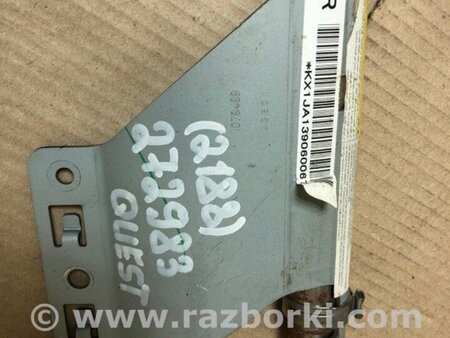 R
*KX1JA13906006
(2188)
272983
QUEST
www.razborki.com